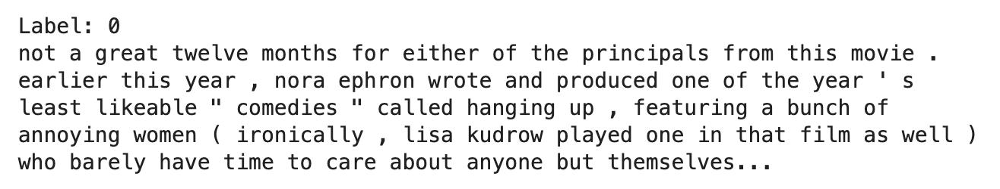 Label: 0
not a great twelve months for either of the principals from this movie .
earlier this year , nora ephron wrote and produced one of the year ' s
least likeable " comedies " called hanging up , featuring a bunch of
annoying women ( ironically , lisa kudrow played one in that film as well )
who barely have time to care about anyone but themselves...